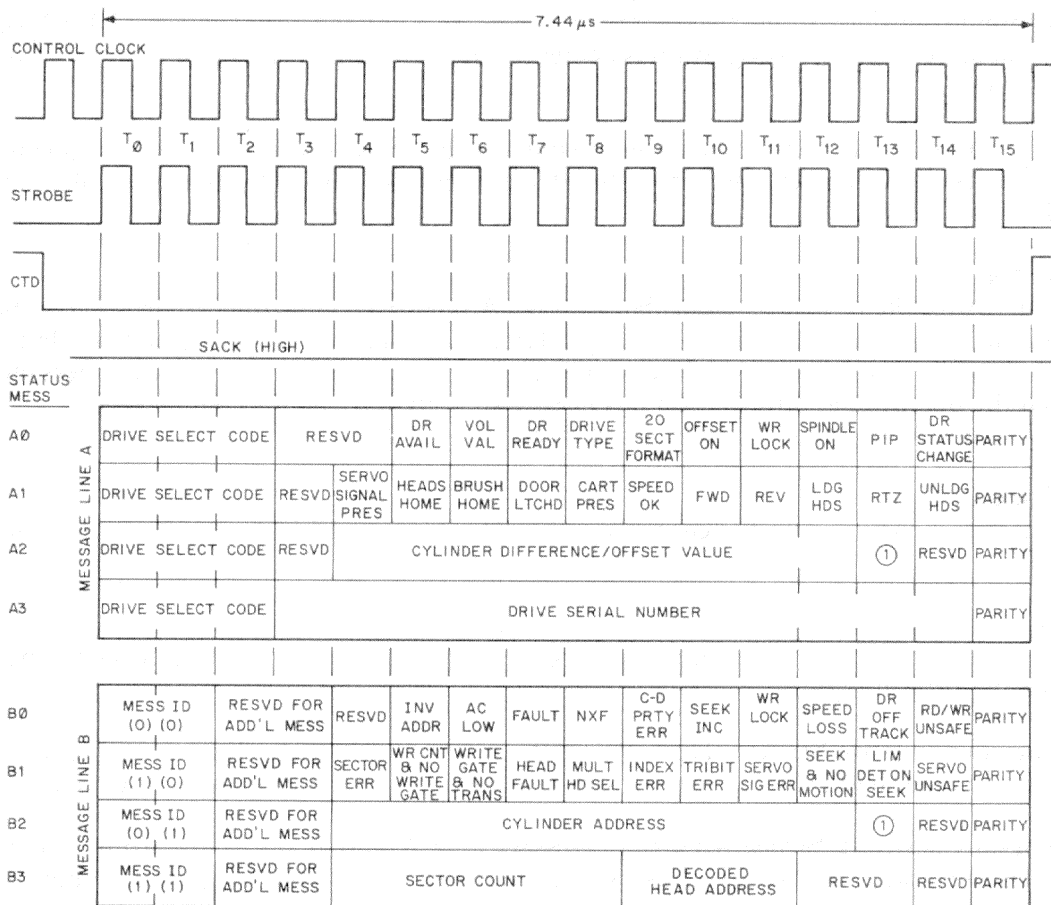 7.44 μs
CONTROL CLOCK
T0 T1 T2 T3 T4 T5 T6 T7 T8 T9 T10 T11 T12 T13 T14 T15
STROBE
CTD
SACK (HIGH)
STATUS
MESS
MESSAGE LINE A
A0
DRIVE SELECT CODE
RESVD
DR
AVAIL
VOL
VAL
DR
READY
DRIVE
TYPE
20
SECT
FORMAT
OFFSET
ON
WR
LOCK
SPINDLE
ON
PIP
DR
STATUS
CHANGE
PARITY
A1
DRIVE SELECT CODE
RESVD
SERVO
SIGNAL
PRES
HEADS
HOME
BRUSH
HOME
DOOR
LTCHD
CART
PRES
SPEED
OK
FWD
REV
LDG
HDS
RTZ
UNLDG
HDS
PARITY
A2
DRIVE SELECT CODE
RESVD
CYLINDER DIFFERENCE/OFFSET VALUE
1
RESVD
PARITY
A3
DRIVE SELECT CODE
DRIVE SERIAL NUMBER
PARITY
MESSAGE LINE B
B0
MESS ID
(0) (0)
RESVD FOR
ADD'L MESS
RESVD
INV
ADDR
AC
LOW
FAULT
NXF
C-D
PRTY
ERR
SEEK
INC
WR
LOCK
SPEED
LOSS
DR
OFF
TRACK
RD/WR
UNSAFE
PARITY
B1
MESS ID
(1) (0)
RESVD FOR
ADD'L MESS
SECTOR
ERR
WR CNT
& NO
WRITE
GATE
WRITE
GATE
& NO
TRANS
HEAD
FAULT
MULT
HD SEL
INDEX
ERR
TRIBIT
ERR
SERVO
SIG ERR
SEEK
& NO
MOTION
LIM
DET ON
SEEK
SERVO
UNSAFE
PARITY
B2
MESS ID
(0) (1)
RESVD FOR
ADD'L MESS
CYLINDER ADDRESS
1
RESVD
PARITY
B3
MESS ID
(1) (1)
RESVD FOR
ADD'L MESS
SECTOR COUNT
DECODED
HEAD ADDRESS
RESVD
RESVD
PARITY